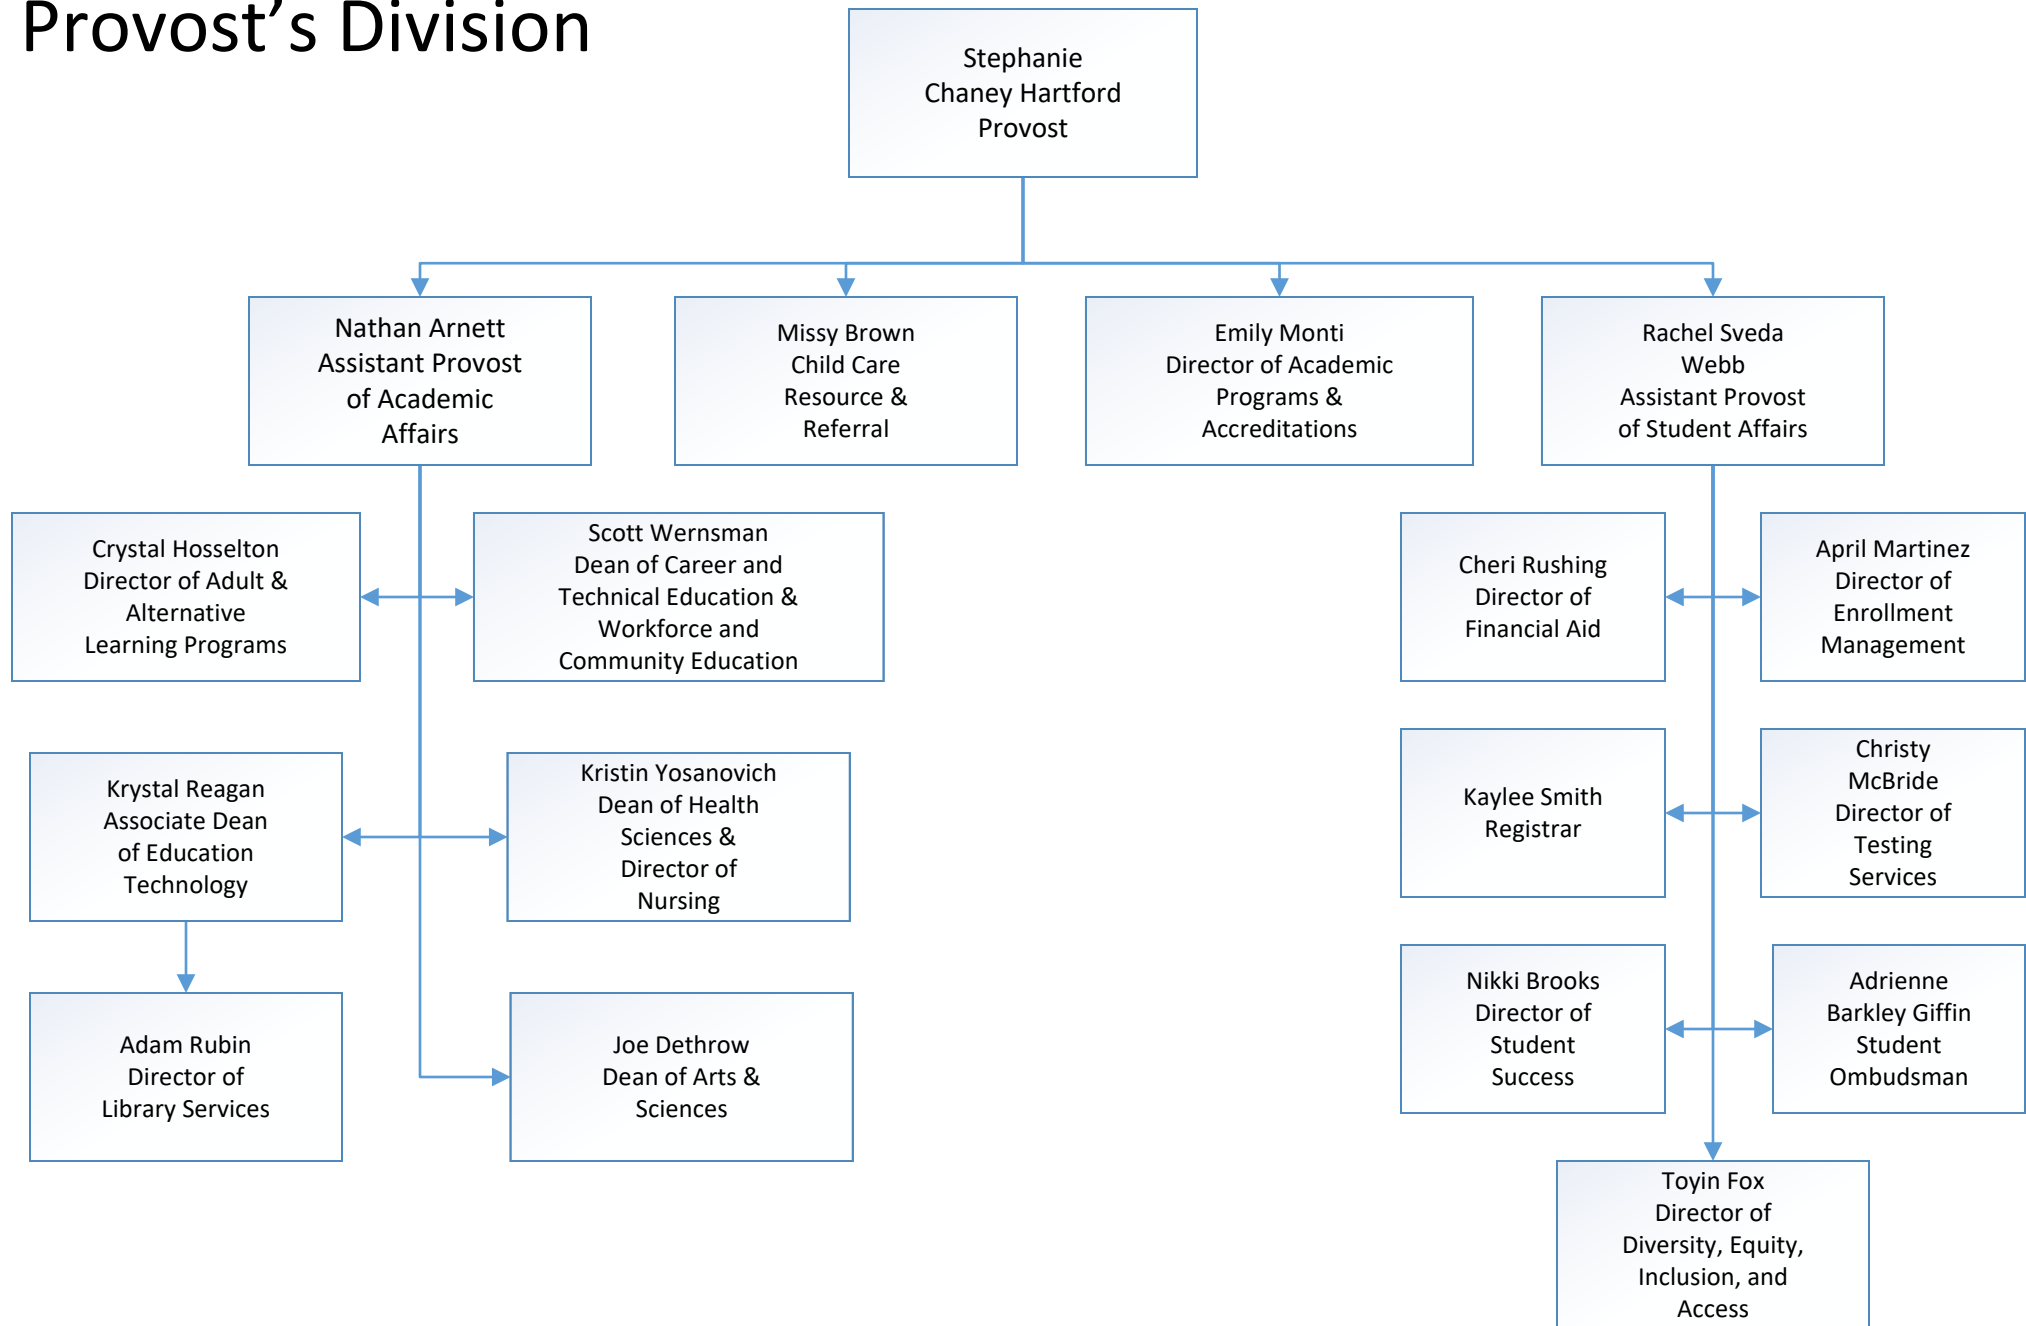 Provost’s Division
Stephanie
Chaney Hartford
Provost
Nathan Arnett
Assistant Provost
of Academic
Affairs
Missy Brown
Child Care
Resource &
Referral
Emily Monti
Director of Academic
Programs &
Accreditations
Rachel Sveda
Webb
Assistant Provost
of Student Affairs
Crystal Hosselton
Director of Adult &
Alternative
Learning Programs
Scott Wernsman
Dean of Career and
Technical Education &
Workforce and
Community Education
Cheri Rushing
Director of
Financial Aid
April Martinez
Director of
Enrollment
Management
Krystal Reagan
Associate Dean
of Education
Technology
Kristin Yosanovich
Dean of Health
Sciences &
Director of
Nursing
Kaylee Smith
Registrar
Christy
McBride
Director of
Testing
Services
Adam Rubin
Director of
Library Services
Joe Dethrow
Dean of Arts &
Sciences
Nikki Brooks
Director of
Student
Success
Adrienne
Barkley Giffin
Student
Ombudsman
Toyin Fox
Director of
Diversity, Equity,
Inclusion, and
Access